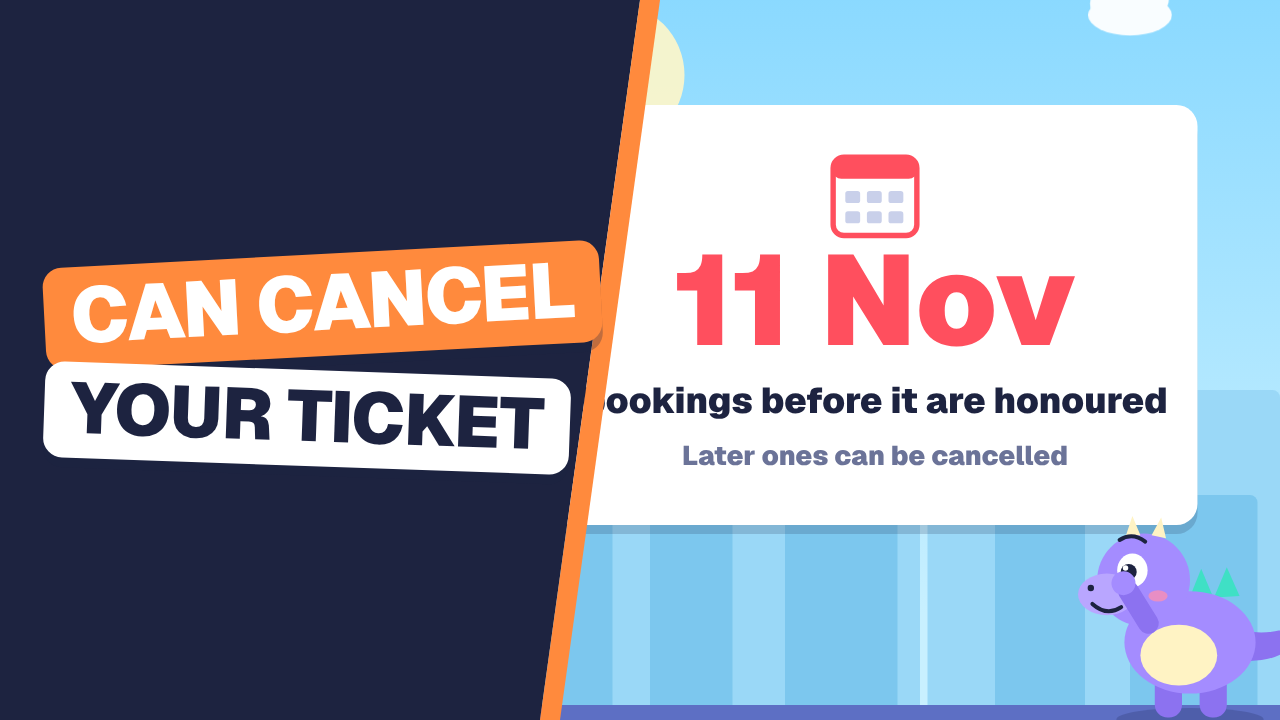 CAN CANCEL
YOUR TICKET
11 Nov
ookings before it are honoured
Later ones can be cancelled